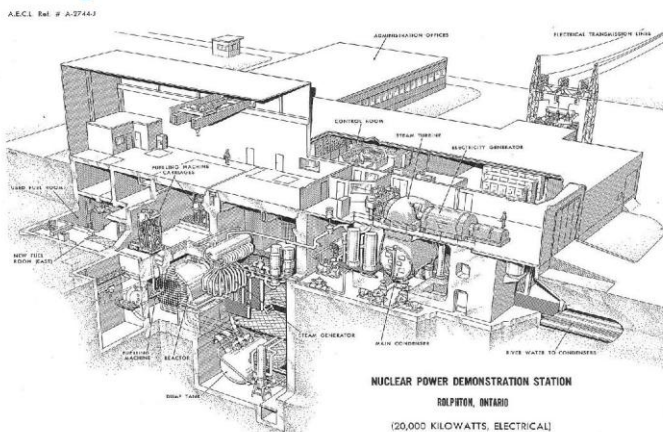 A.E.C.L. Ref. # A-2744-J
ADMINISTRATION OFFICES
ELECTRICAL TRANSMISSION LINES
CONTROL ROOM
STEAM TURBINE
ELECTRICITY GENERATOR
FUELLING MACHINE
CARRIAGES
USED FUEL ROOM
NEW FUEL
ROOM (EAST)
FUELLING
MACHINE
REACTOR
STEAM GENERATOR
MAIN CONDENSER
RIVER WATER TO CONDENSERS
DUMP TANK
NUCLEAR POWER DEMONSTRATION STATION
ROLPHTON, ONTARIO
(20,000 KILOWATTS, ELECTRICAL)